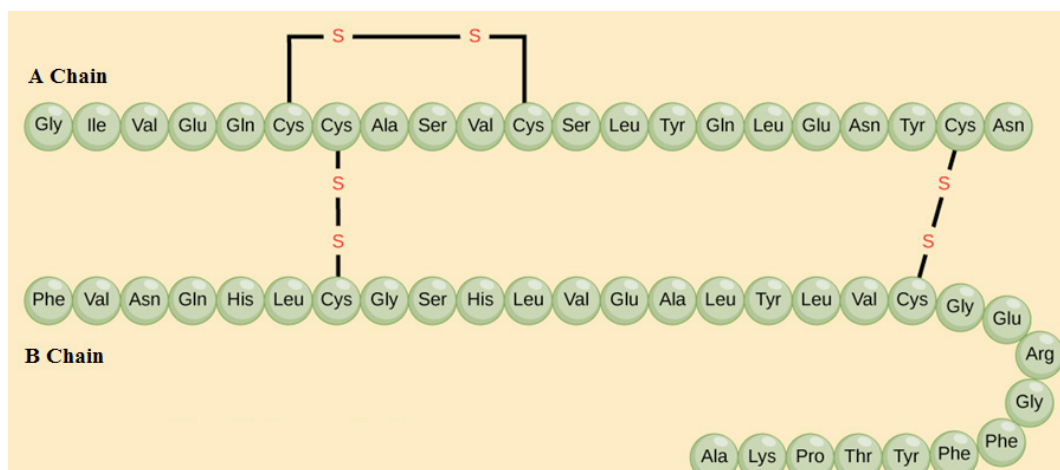 S S
A Chain
Gly Ile Val Glu Gln Cys Cys Ala Ser Val Cys Ser Leu Tyr Gln Leu Glu Asn Tyr Cys Asn
S S
S S
Phe Val Asn Gln His Leu Cys Gly Ser His Leu Val Glu Ala Leu Tyr Leu Val Cys Gly Glu
B Chain
Arg
Gly
Ala Lys Pro Thr Tyr Phe Phe